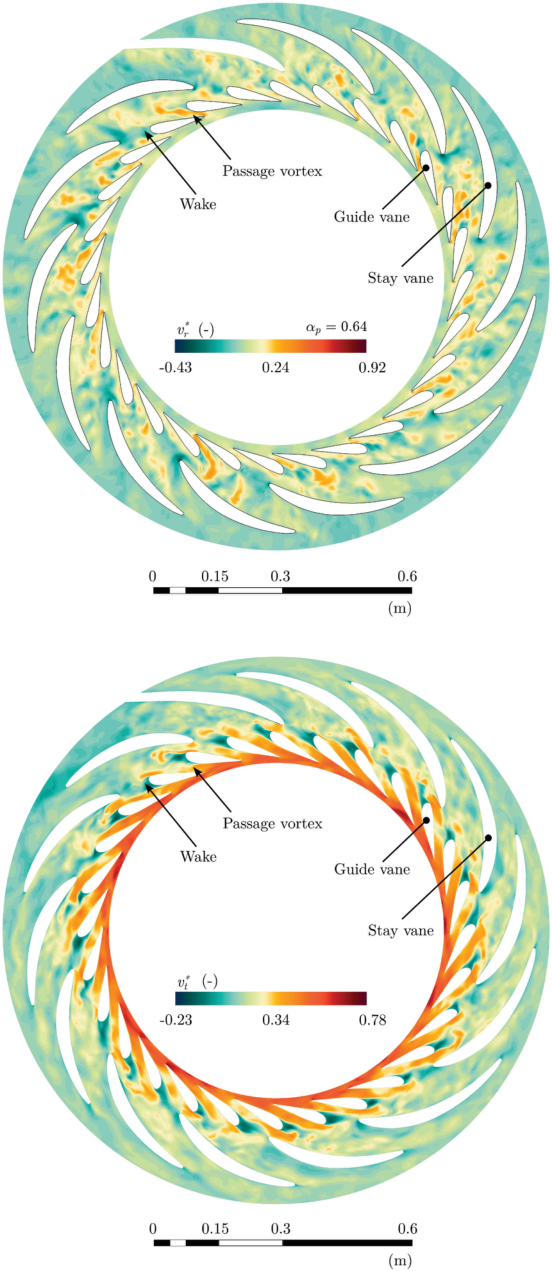 Passage vortex
Wake
Guide vane
Stay vane
v_r^* (-) α_p = 0.64
-0.43 0.24 0.92
0 0.15 0.3 0.6
(m)
Passage vortex
Wake
Guide vane
Stay vane
v_t^* (-)
-0.23 0.34 0.78
0 0.15 0.3 0.6
(m)